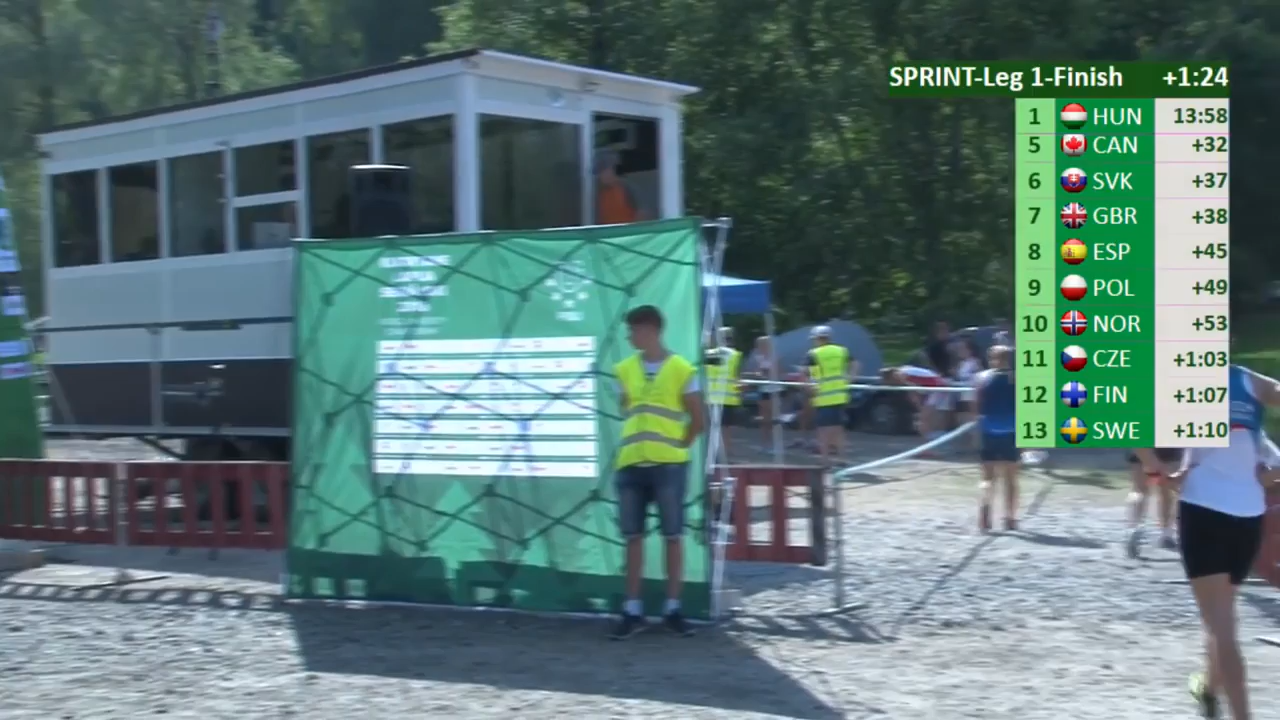 SPRINT-Leg 1-Finish +1:24
1 HUN 13:58
5 CAN +32
6 SVK +37
7 GBR +38
8 ESP +45
9 POL +49
10 NOR +53
11 CZE +1:03
12 FIN +1:07
13 SWE +1:10